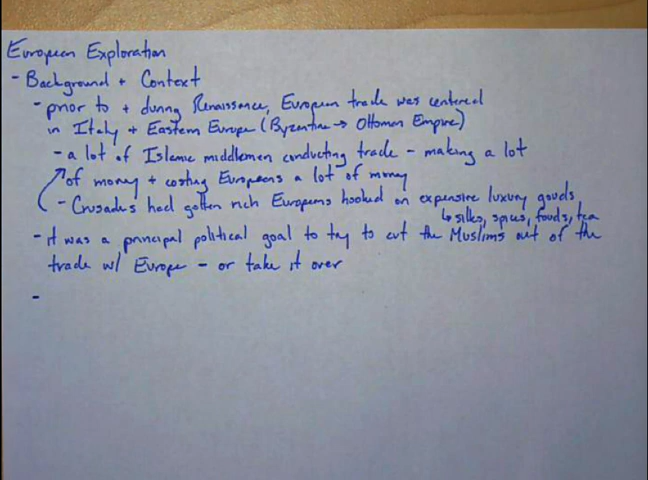 European Exploration
- Background + Context
- prior to + during Renaissance, European trade was centered
in Italy + Eastern Europe (Byzantine → Ottoman Empire)
- a lot of Islamic middlemen conducting trade - making a lot
of money + costing Europeans a lot of money
- Crusades had gotten rich Europeans hooked on expensive luxury goods
↳ silks, spices, foods, tea
- it was a principal political goal to try to cut the Muslims out of the
trade w/ Europe - or take it over
-